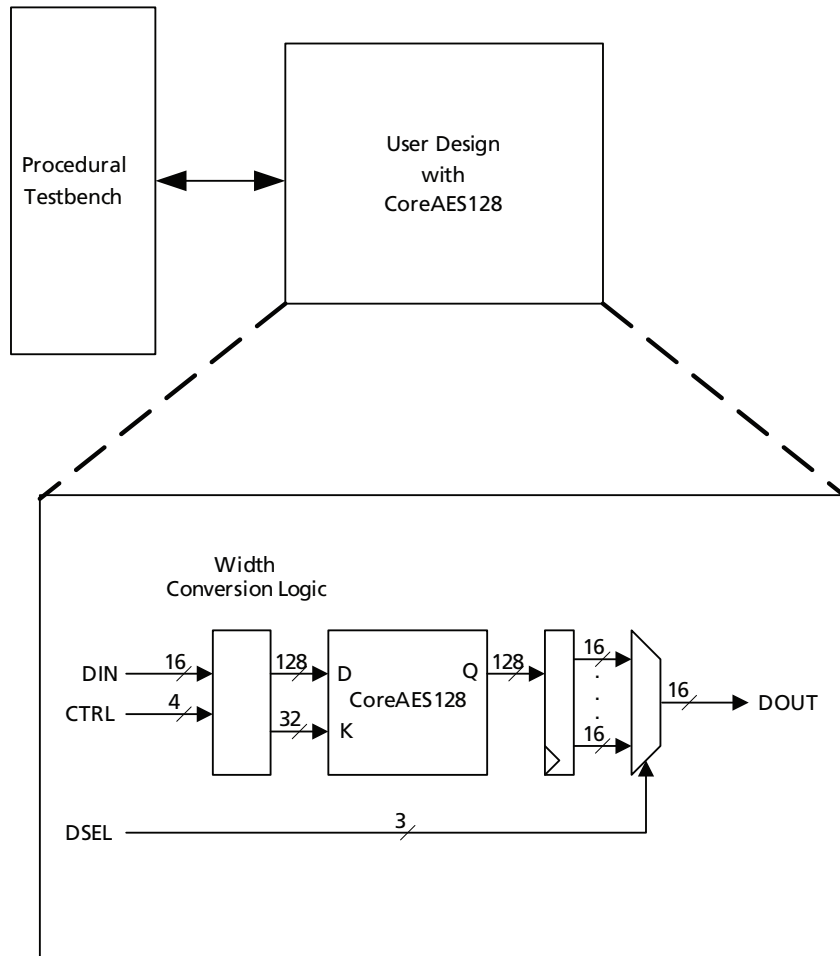 Procedural
Testbench
User Design
with
CoreAES128
Width
Conversion Logic
DIN
16
128
D
Q
128
16
16
DOUT
CoreAES128
CTRL
4
32
K
16
DSEL
3